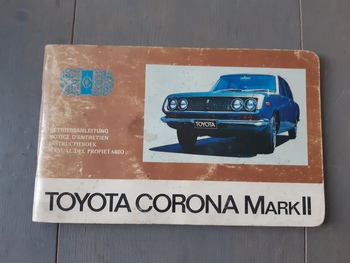 BETRIEBSANLEITUNG
NOTICE D'ENTRETIEN
INSTRUCTIEBOEK
MANUAL DEL PROPIETARIO
TOYOTA
TOYOTA CORONA MARK II